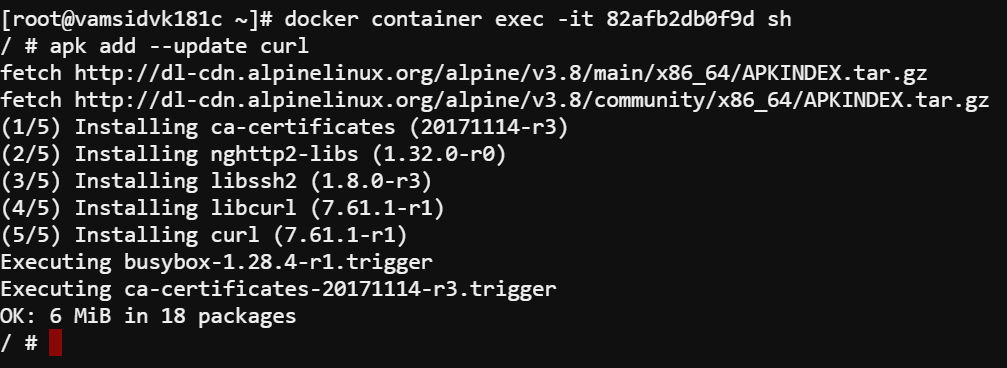 [root@vamsidvk181c ~]# docker container exec -it 82afb2db0f9d sh
/ # apk add --update curl
fetch http://dl-cdn.alpinelinux.org/alpine/v3.8/main/x86_64/APKINDEX.tar.gz
fetch http://dl-cdn.alpinelinux.org/alpine/v3.8/community/x86_64/APKINDEX.tar.gz
(1/5) Installing ca-certificates (20171114-r3)
(2/5) Installing nghttp2-libs (1.32.0-r0)
(3/5) Installing libssh2 (1.8.0-r3)
(4/5) Installing libcurl (7.61.1-r1)
(5/5) Installing curl (7.61.1-r1)
Executing busybox-1.28.4-r1.trigger
Executing ca-certificates-20171114-r3.trigger
OK: 6 MiB in 18 packages
/ #